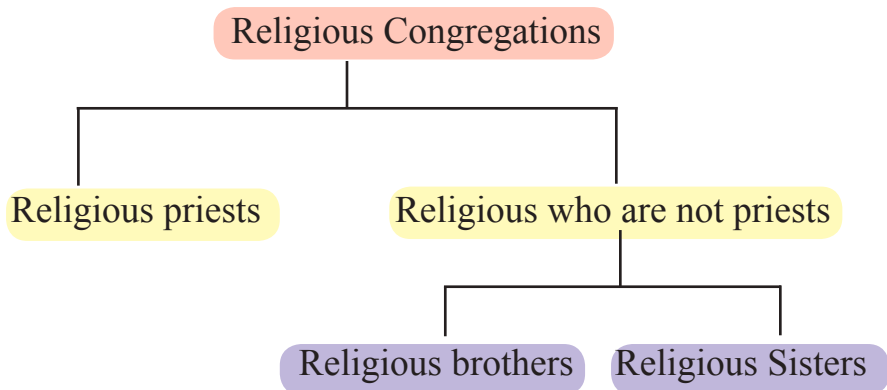 Religious Congregations
Religious priests
Religious who are not priests
Religious brothers
Religious Sisters